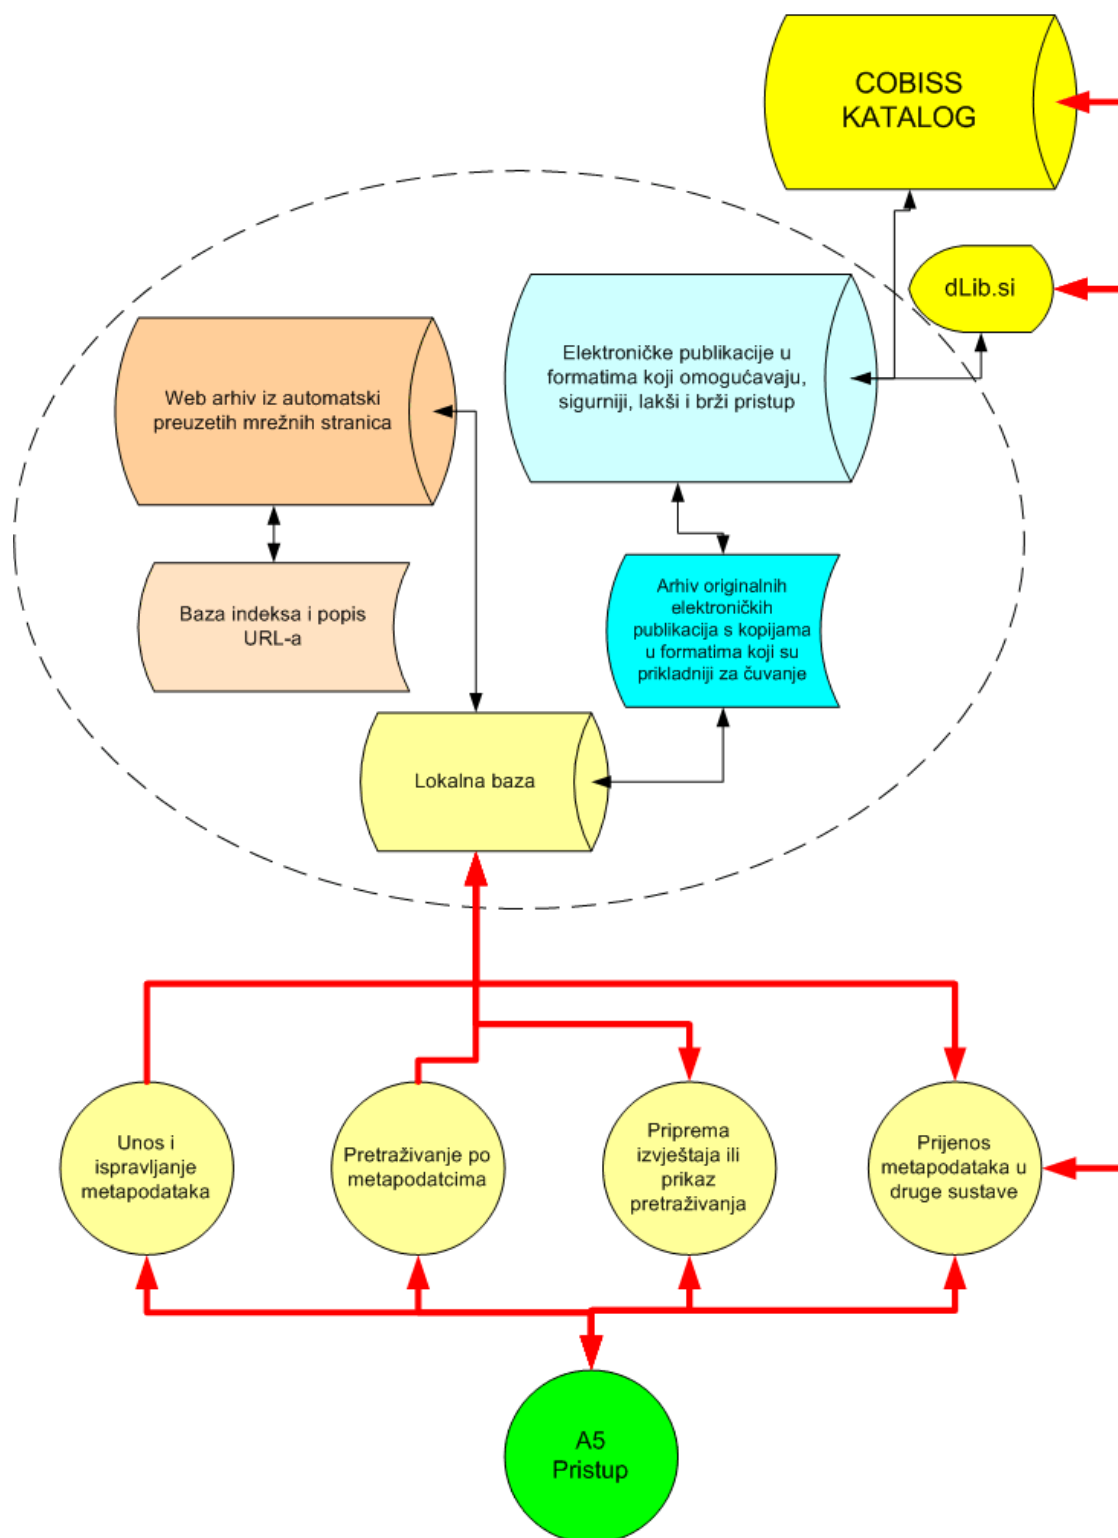 COBISS
KATALOG
dLib.si
Elektroničke publikacije u
formatima koji omogućavaju,
sigurniji, lakši i brži pristup
Web arhiv iz automatski
preuzetih mrežnih stranica
Baza indeksa i popis
URL-a
Arhiv originalnih
elektroničkih
publikacija s kopijama
u formatima koji su
prikladniji za čuvanje
Lokalna baza
Unos i
ispravljanje
metapodataka
Pretraživanje po
metapodatcima
Priprema
izvještaja ili
prikaz
pretraživanja
Prijenos
metapodataka u
druge sustave
A5
Pristup